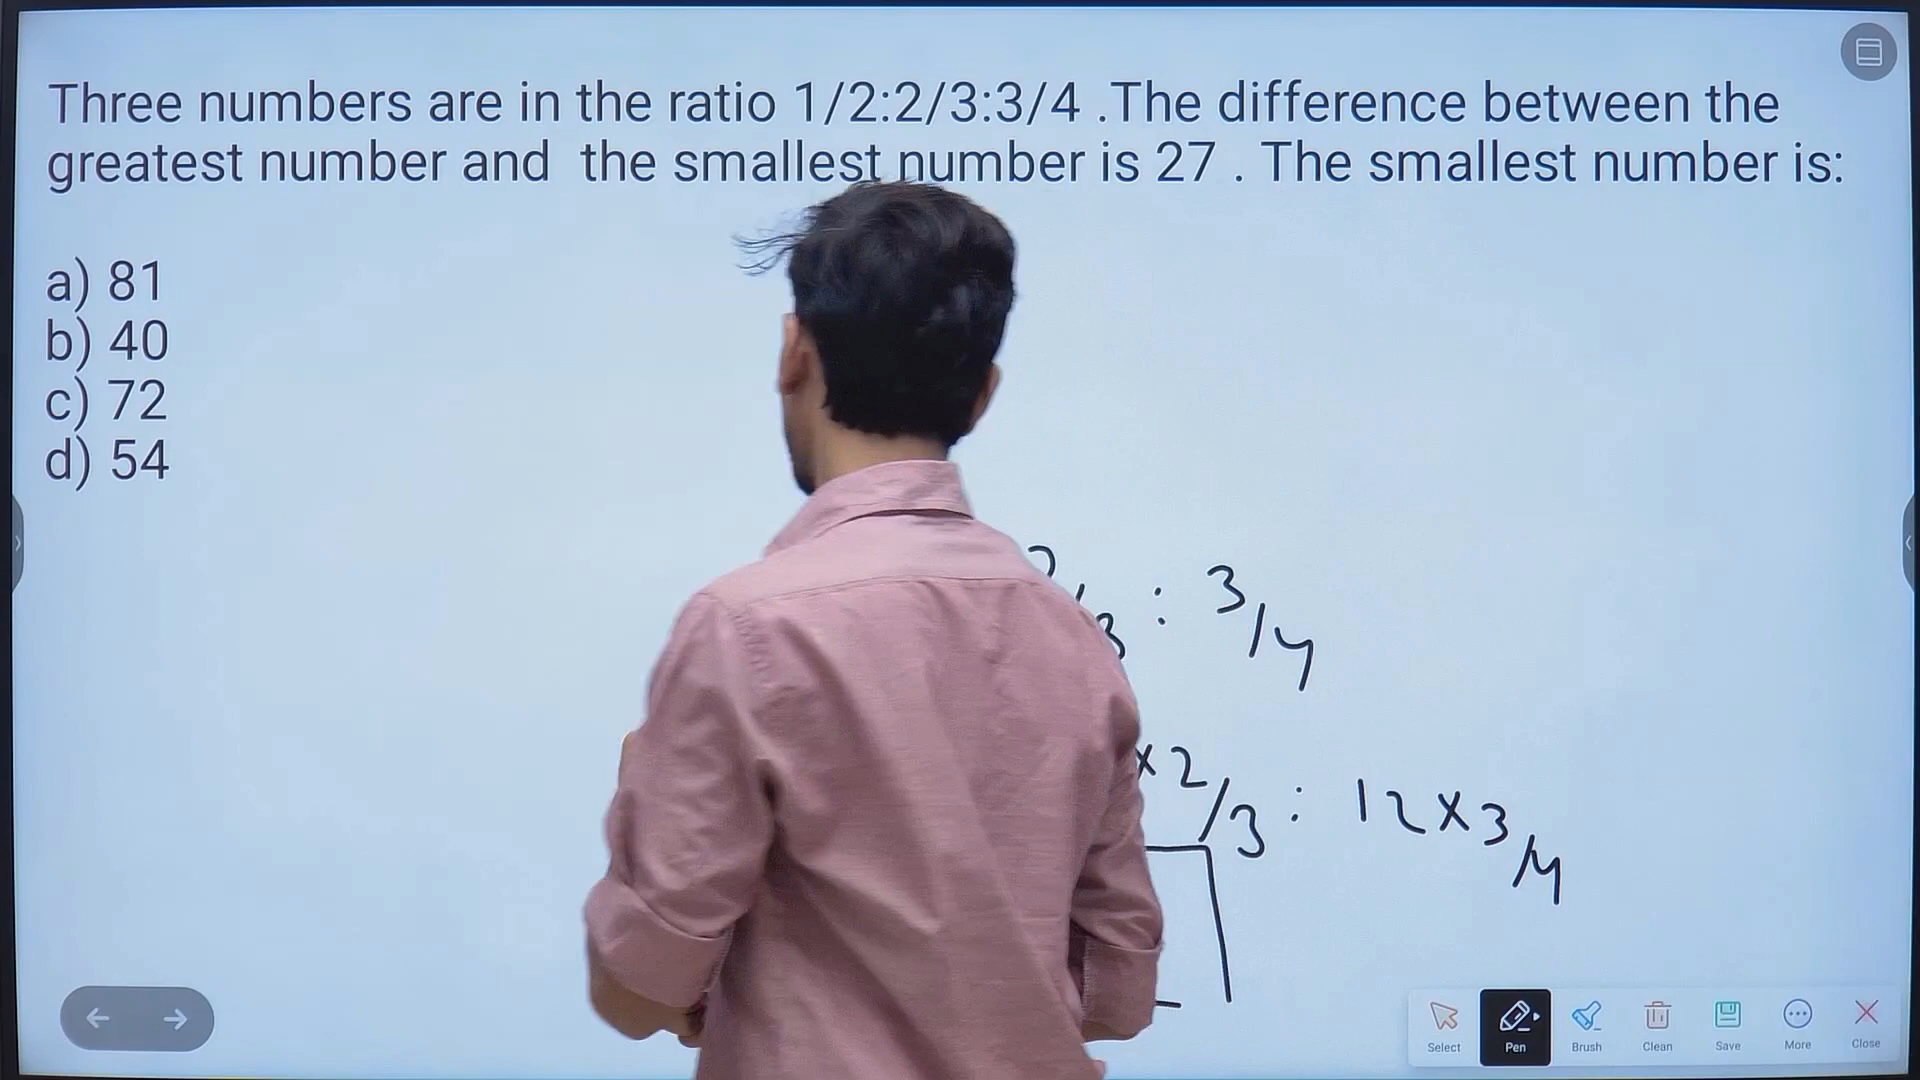 Three numbers are in the ratio 1/2:2/3:3/4 .The difference between the
greatest number and the smallest number is 27 . The smallest number is:
a) 81
b) 40
c) 72
d) 54
: 3/4
×2/3 : 12×3/4
Select Pen Brush Clean Save More Close